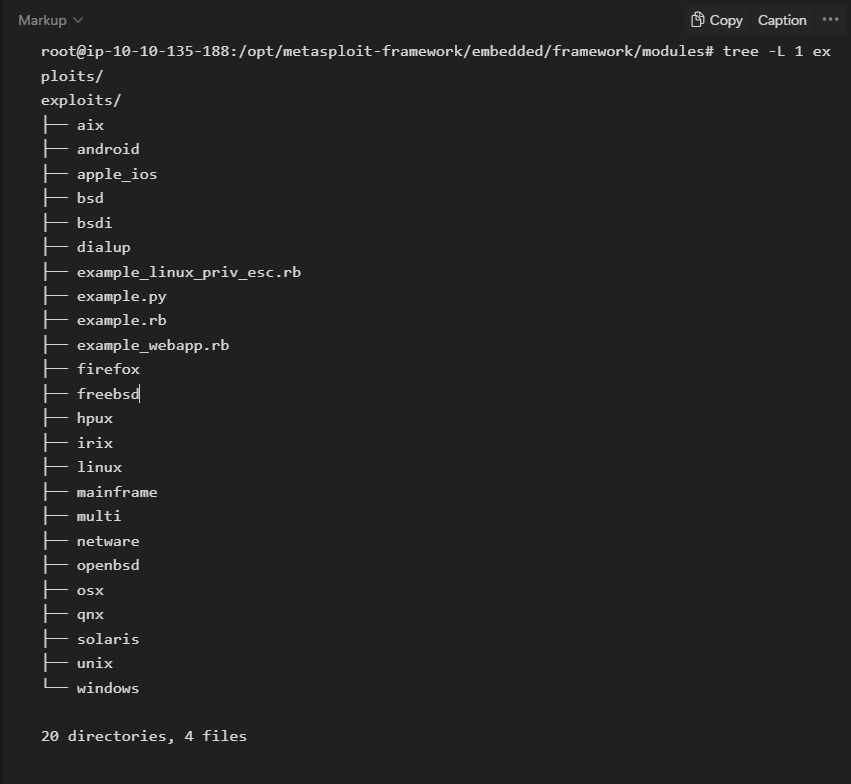 Markup
Copy Caption ···
root@ip-10-10-135-188:/opt/metasploit-framework/embedded/framework/modules# tree -L 1 ex
ploits/
exploits/
├── aix
├── android
├── apple_ios
├── bsd
├── bsdi
├── dialup
├── example_linux_priv_esc.rb
├── example.py
├── example.rb
├── example_webapp.rb
├── firefox
├── freebsd
├── hpux
├── irix
├── linux
├── mainframe
├── multi
├── netware
├── openbsd
├── osx
├── qnx
├── solaris
├── unix
└── windows
20 directories, 4 files